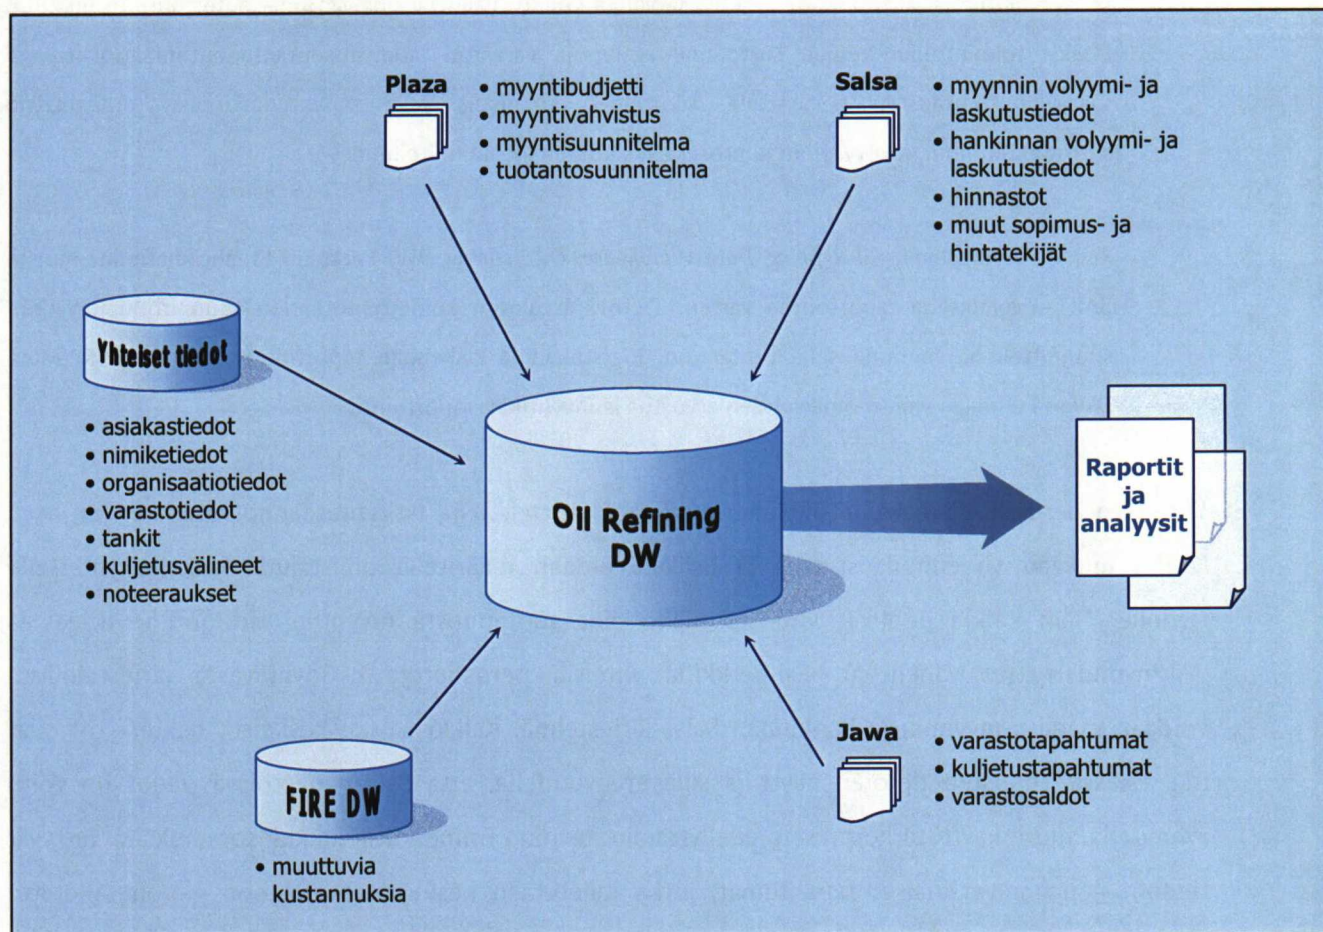 Plaza
• myyntibudjetti
• myyntivahvistus
• myyntisuunnitelma
• tuotantosuunnitelma
Salsa
• myynnin volyymi- ja
laskutustiedot
• hankinnan volyymi- ja
laskutustiedot
• hinnastot
• muut sopimus- ja
hintatekijät
Yhteiset tiedot
• asiakastiedot
• nimiketiedot
• organisaatiotiedot
• varastotiedot
• tankit
• kuljetusvälineet
• noteeraukset
Oil Refining
DW
Raportit
ja
analyysit
FIRE DW
• muuttuvia
kustannuksia
Jawa
• varastotapahtumat
• kuljetustapahtumat
• varastosaldot